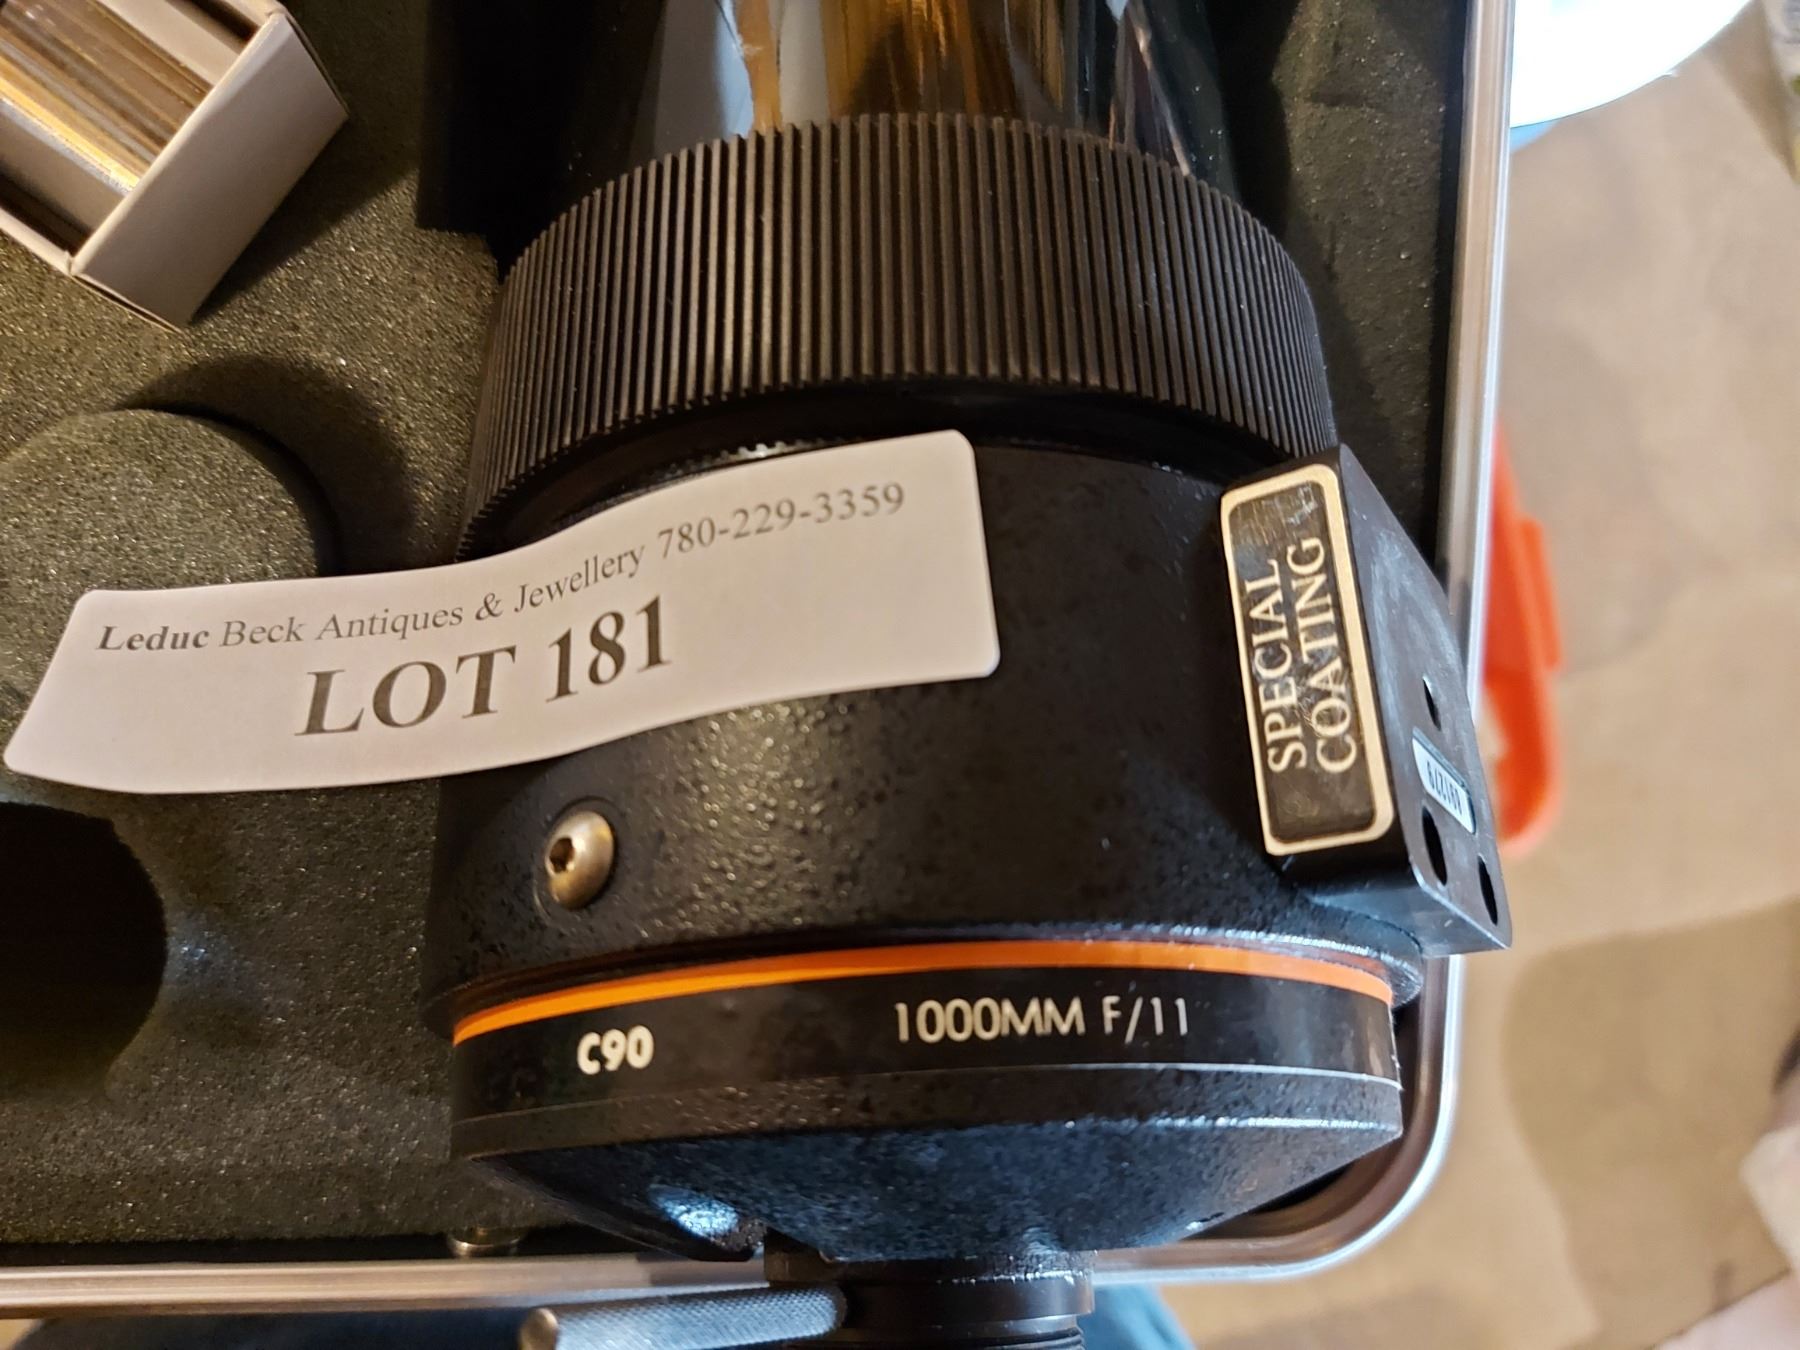 Leduc Beck Antiques & Jewellery 780-229-3359
LOT 181
SPECIAL
COATING
C90 1000MM F/11